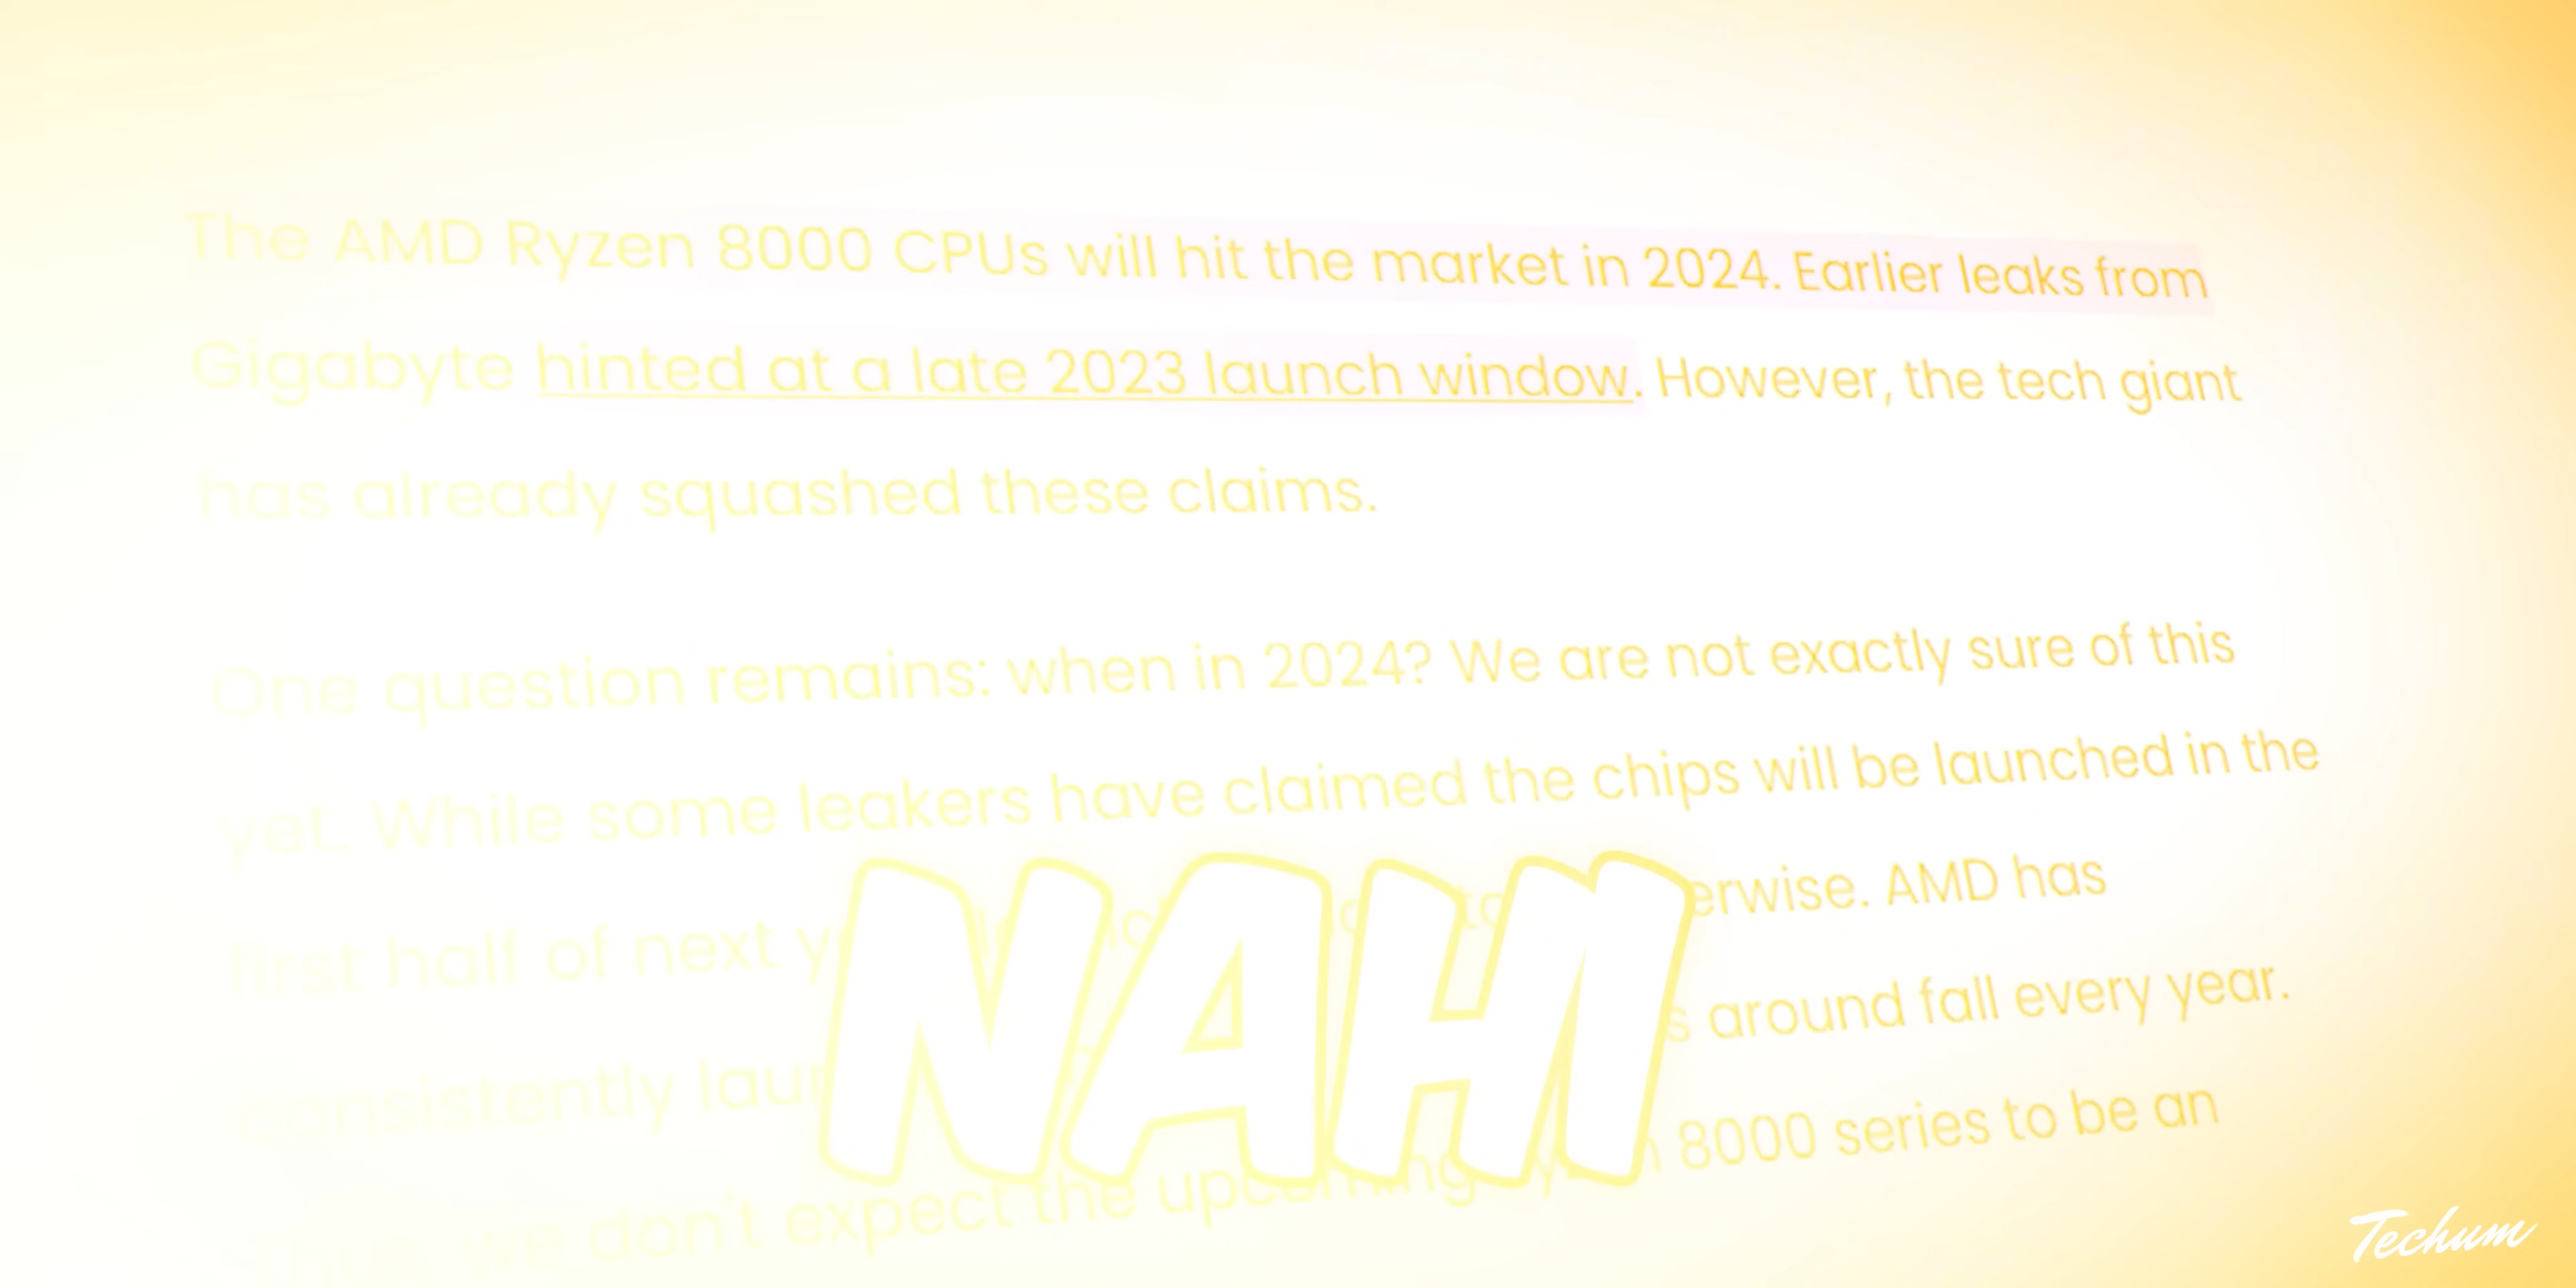 The AMD Ryzen 8000 CPUs will hit the market in 2024. Earlier leaks from
Gigabyte hinted at a late 2023 launch window. However, the tech giant
has already squashed these claims.
One question remains: when in 2024? We are not exactly sure of this
yet. While some leakers have claimed the chips will be launched in the
first half of next erwise. AMD has
consistently around fall every year.
we don't expect the upcoming 8000 series to be an
NAHI
Techum